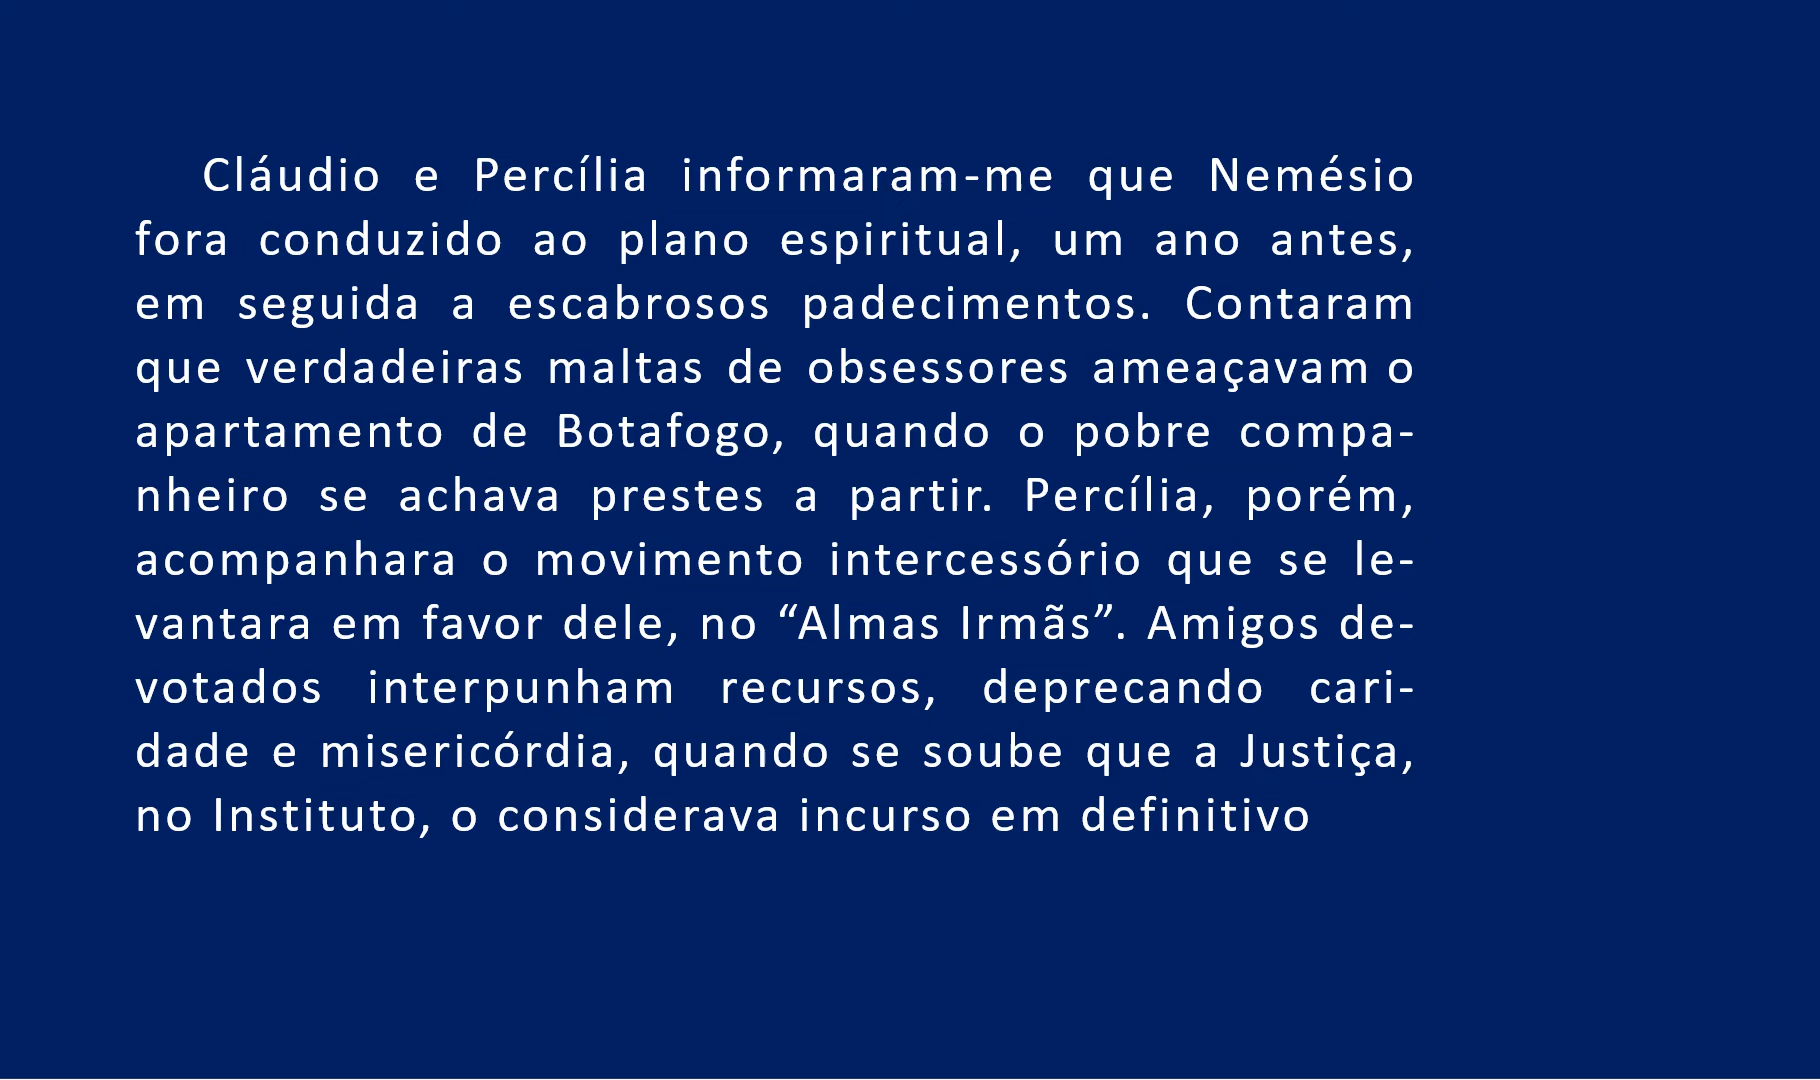 Cláudio e Percília informaram-me que Nemésio
fora conduzido ao plano espiritual, um ano antes,
em seguida a escabrosos padecimentos. Contaram
que verdadeiras maltas de obsessores ameaçavam o
apartamento de Botafogo, quando o pobre compa-
nheiro se achava prestes a partir. Percília, porém,
acompanhara o movimento intercessório que se le-
vantara em favor dele, no “Almas Irmãs”. Amigos de-
votados interpunham recursos, deprecando cari-
dade e misericórdia, quando se soube que a Justiça,
no Instituto, o considerava incurso em definitivo